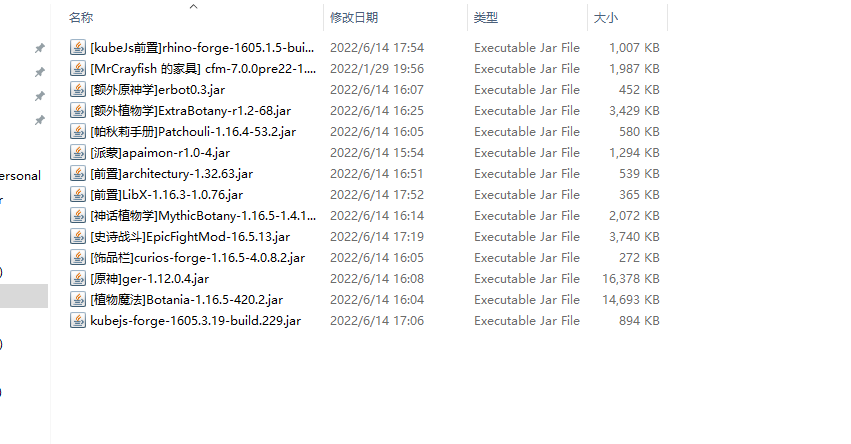 名称 修改日期 类型 大小
[kubeJs前置]rhino-forge-1605.1.5-bui... 2022/6/14 17:54 Executable Jar File 1,007 KB
[MrCrayfish 的家具] cfm-7.0.0pre22-1.... 2022/1/29 19:56 Executable Jar File 1,987 KB
[额外原神学]erbot0.3.jar 2022/6/14 16:07 Executable Jar File 452 KB
[额外植物学]ExtraBotany-r1.2-68.jar 2022/6/14 16:25 Executable Jar File 3,429 KB
[帕秋莉手册]Patchouli-1.16.4-53.2.jar 2022/6/14 16:05 Executable Jar File 580 KB
[派蒙]apaimon-r1.0-4.jar 2022/6/14 15:54 Executable Jar File 1,294 KB
[前置]architectury-1.32.63.jar 2022/6/14 16:51 Executable Jar File 539 KB
ersonal
[前置]LibX-1.16.3-1.0.76.jar 2022/6/14 17:52 Executable Jar File 365 KB
r
[神话植物学]MythicBotany-1.16.5-1.4.1... 2022/6/14 16:14 Executable Jar File 2,072 KB
[史诗战斗]EpicFightMod-16.5.13.jar 2022/6/14 17:19 Executable Jar File 3,740 KB
[饰品栏]curios-forge-1.16.5-4.0.8.2.jar 2022/6/14 16:05 Executable Jar File 272 KB
)
[原神]ger-1.12.0.4.jar 2022/6/14 16:08 Executable Jar File 16,378 KB
[植物魔法]Botania-1.16.5-420.2.jar 2022/6/14 16:04 Executable Jar File 14,693 KB
kubejs-forge-1605.3.19-build.229.jar 2022/6/14 17:06 Executable Jar File 894 KB
)
)